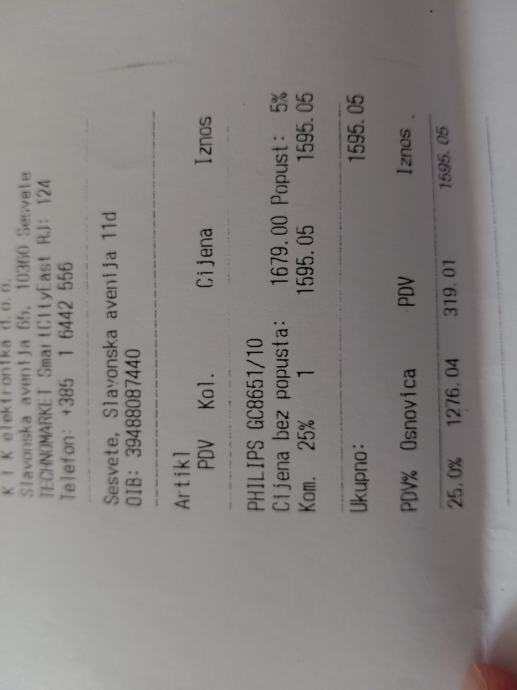 K I K elektronika d.o.o.
Slavonska avenija 66, 10360 Sesvete
TECHNOMARKET SmartCityEast RJ: 124
Telefon: +385 1 6442 556
Sesvete, Slavonska avenija 11d
OIB: 39488087440
Artikl
PDV Kol. Cijena Iznos
PHILIPS GC8651/10
Cijena bez popusta: 1679.00 Popust: 5%
Kom. 25% 1 1595.05 1595.05
Ukupno: 1595.05
PDV% Osnovica PDV Iznos
25.0% 1276.04 319.01 1595.05